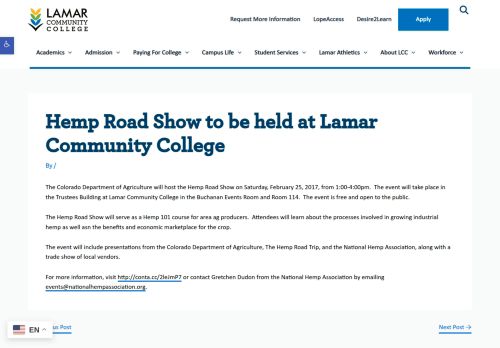 LAMAR
COMMUNITY
COLLEGE
Request More Information LopeAccess Desire2Learn Apply
Academics Admission Paying For College Campus Life Student Services Lamar Athletics About LCC Workforce
Hemp Road Show to be held at Lamar
Community College
By /
The Colorado Department of Agriculture will host the Hemp Road Show on Saturday, February 25, 2017, from 1:00-4:00pm. The event will take place in
the Trustees Building at Lamar Community College in the Buchanan Events Room and Room 114. The event is free and open to the public.
The Hemp Road Show will serve as a Hemp 101 course for area ag producers. Attendees will learn about the processes involved in growing industrial
hemp as well asn the benefits and economic marketplace for the crop.
The event will include presentations from the Colorado Department of Agriculture, The Hemp Road Trip, and the National Hemp Association, along with a
trade show of local vendors.
For more information, visit http://conta.cc/2leJmP7 or contact Gretchen Dudon from the National Hemp Association by emailing
events@nationalhempassociation.org.
EN us Post Next Post →